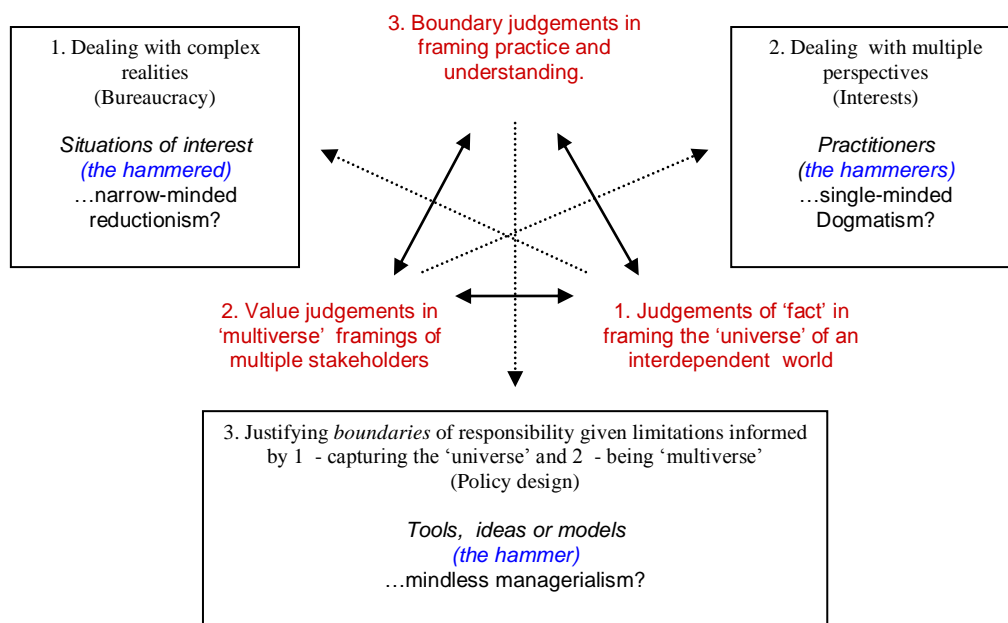 1. Dealing with complex
realities
(Bureaucracy)
Situations of interest
(the hammered)
…narrow-minded
reductionism?
3. Boundary judgements in
framing practice and
understanding.
2. Dealing  with multiple
perspectives
(Interests)
Practitioners
(the hammerers)
…single-minded
Dogmatism?
2. Value judgements in
‘multiverse’  framings of
multiple stakeholders
1. Judgements of ‘fact’ in
framing the ‘universe’ of an
interdependent  world
3. Justifying boundaries of responsibility given limitations informed
by 1  - capturing the ‘universe’ and 2  - being ‘multiverse’
(Policy design)
Tools,  ideas or models
(the hammer)
…mindless managerialism?